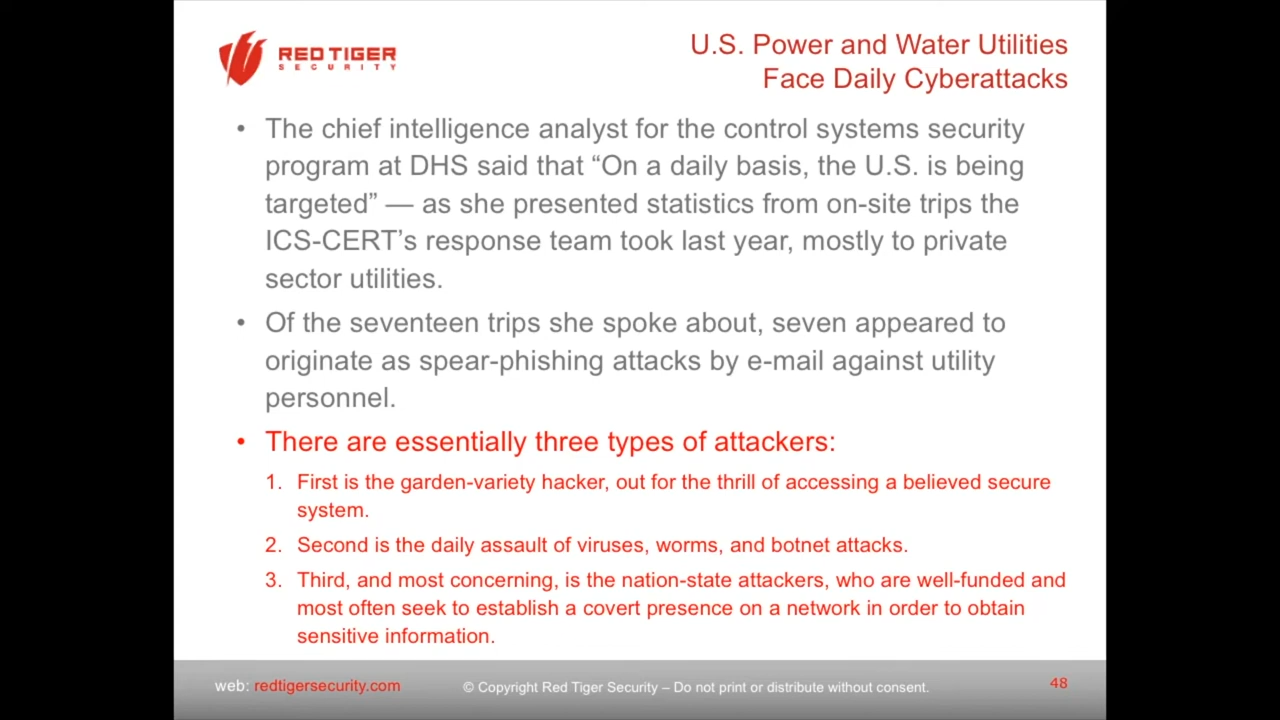 RED TIGER
SECURITY
U.S. Power and Water Utilities
Face Daily Cyberattacks
• The chief intelligence analyst for the control systems security
program at DHS said that “On a daily basis, the U.S. is being
targeted” — as she presented statistics from on-site trips the
ICS-CERT’s response team took last year, mostly to private
sector utilities.
• Of the seventeen trips she spoke about, seven appeared to
originate as spear-phishing attacks by e-mail against utility
personnel.
• There are essentially three types of attackers:
1. First is the garden-variety hacker, out for the thrill of accessing a believed secure
system.
2. Second is the daily assault of viruses, worms, and botnet attacks.
3. Third, and most concerning, is the nation-state attackers, who are well-funded and
most often seek to establish a covert presence on a network in order to obtain
sensitive information.
web: redtigersecurity.com
© Copyright Red Tiger Security – Do not print or distribute without consent.
48